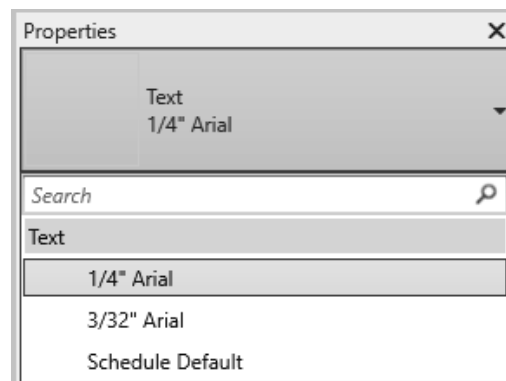 Properties
Text
1/4" Arial
Search
Text
1/4" Arial
3/32" Arial
Schedule Default